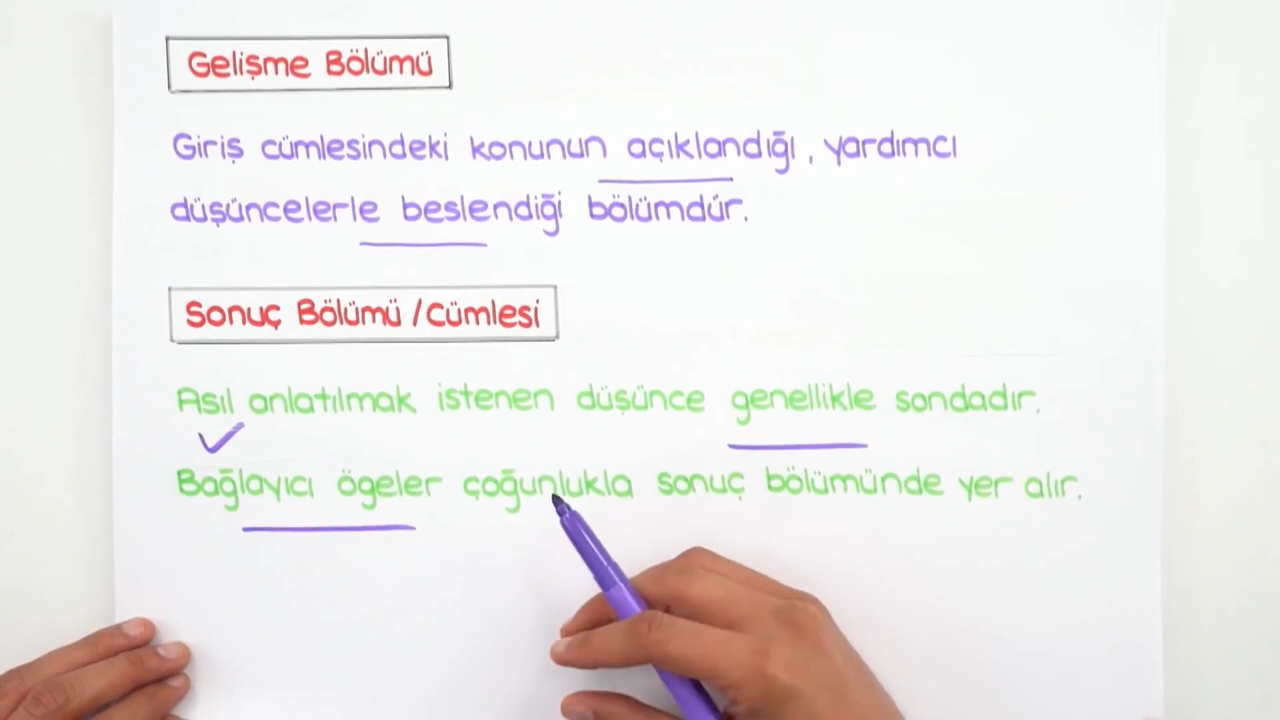 Gelişme Bölümü
Giriş cümlesindeki konunun açıklandığı, yardımcı
düşüncelerle beslendiği bölümdür.
Sonuç Bölümü /Cümlesi
Asıl anlatılmak istenen düşünce genellikle sondadır.
Bağlayıcı ögeler çoğunlukla sonuç bölümünde yer alır.